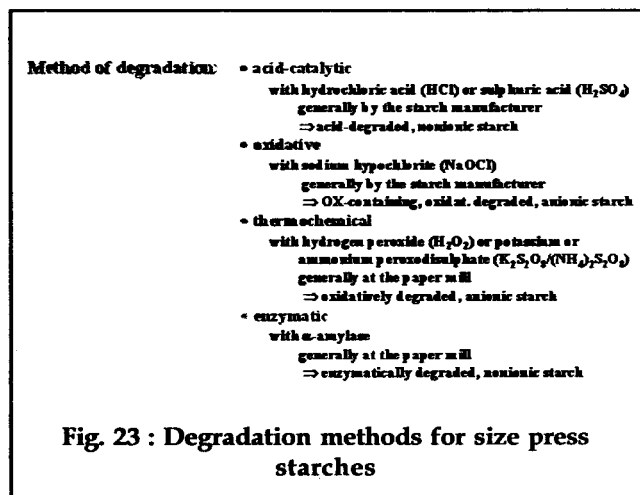 Method of degradation: • acid-catalytic
with hydrochloric acid (HCl) or sulphuric acid (H₂SO₄)
generally by the starch manufacturer
⇒ acid-degraded, nonionic starch
• oxidative
with sodium hypochlorite (NaOCl)
generally by the starch manufacturer
⇒ OX-containing, oxidat. degraded, anionic starch
• thermochemical
with hydrogen peroxide (H₂O₂) or potassium or
ammonium peroxodisulphate (K₂S₂O₈/(NH₄)₂S₂O₈)
generally at the paper mill
⇒ oxidatively degraded, anionic starch
• enzymatic
with α-amylase
generally at the paper mill
⇒ enzymatically degraded, nonionic starch
Fig. 23 : Degradation methods for size press
starches